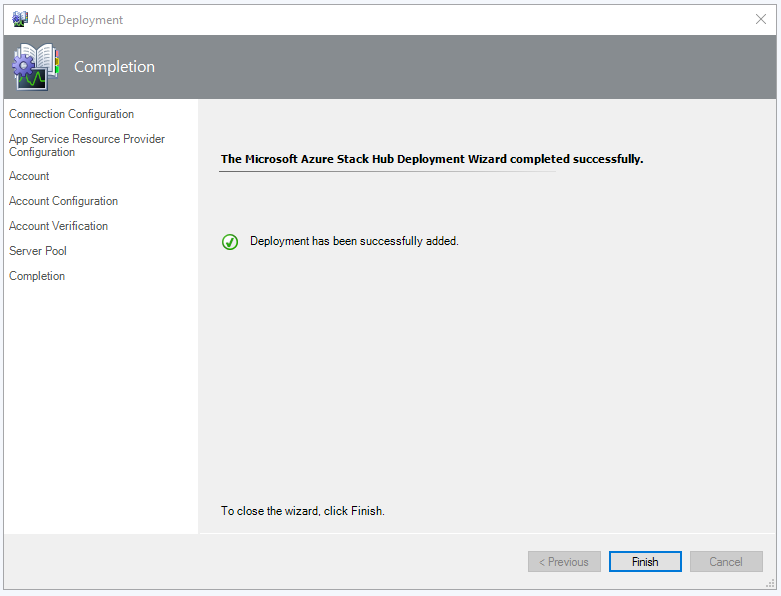 Add Deployment
Completion
Connection Configuration
App Service Resource Provider
Configuration
Account
Account Configuration
Account Verification
Server Pool
Completion
The Microsoft Azure Stack Hub Deployment Wizard completed successfully.
Deployment has been successfully added.
To close the wizard, click Finish.
< Previous
Finish
Cancel